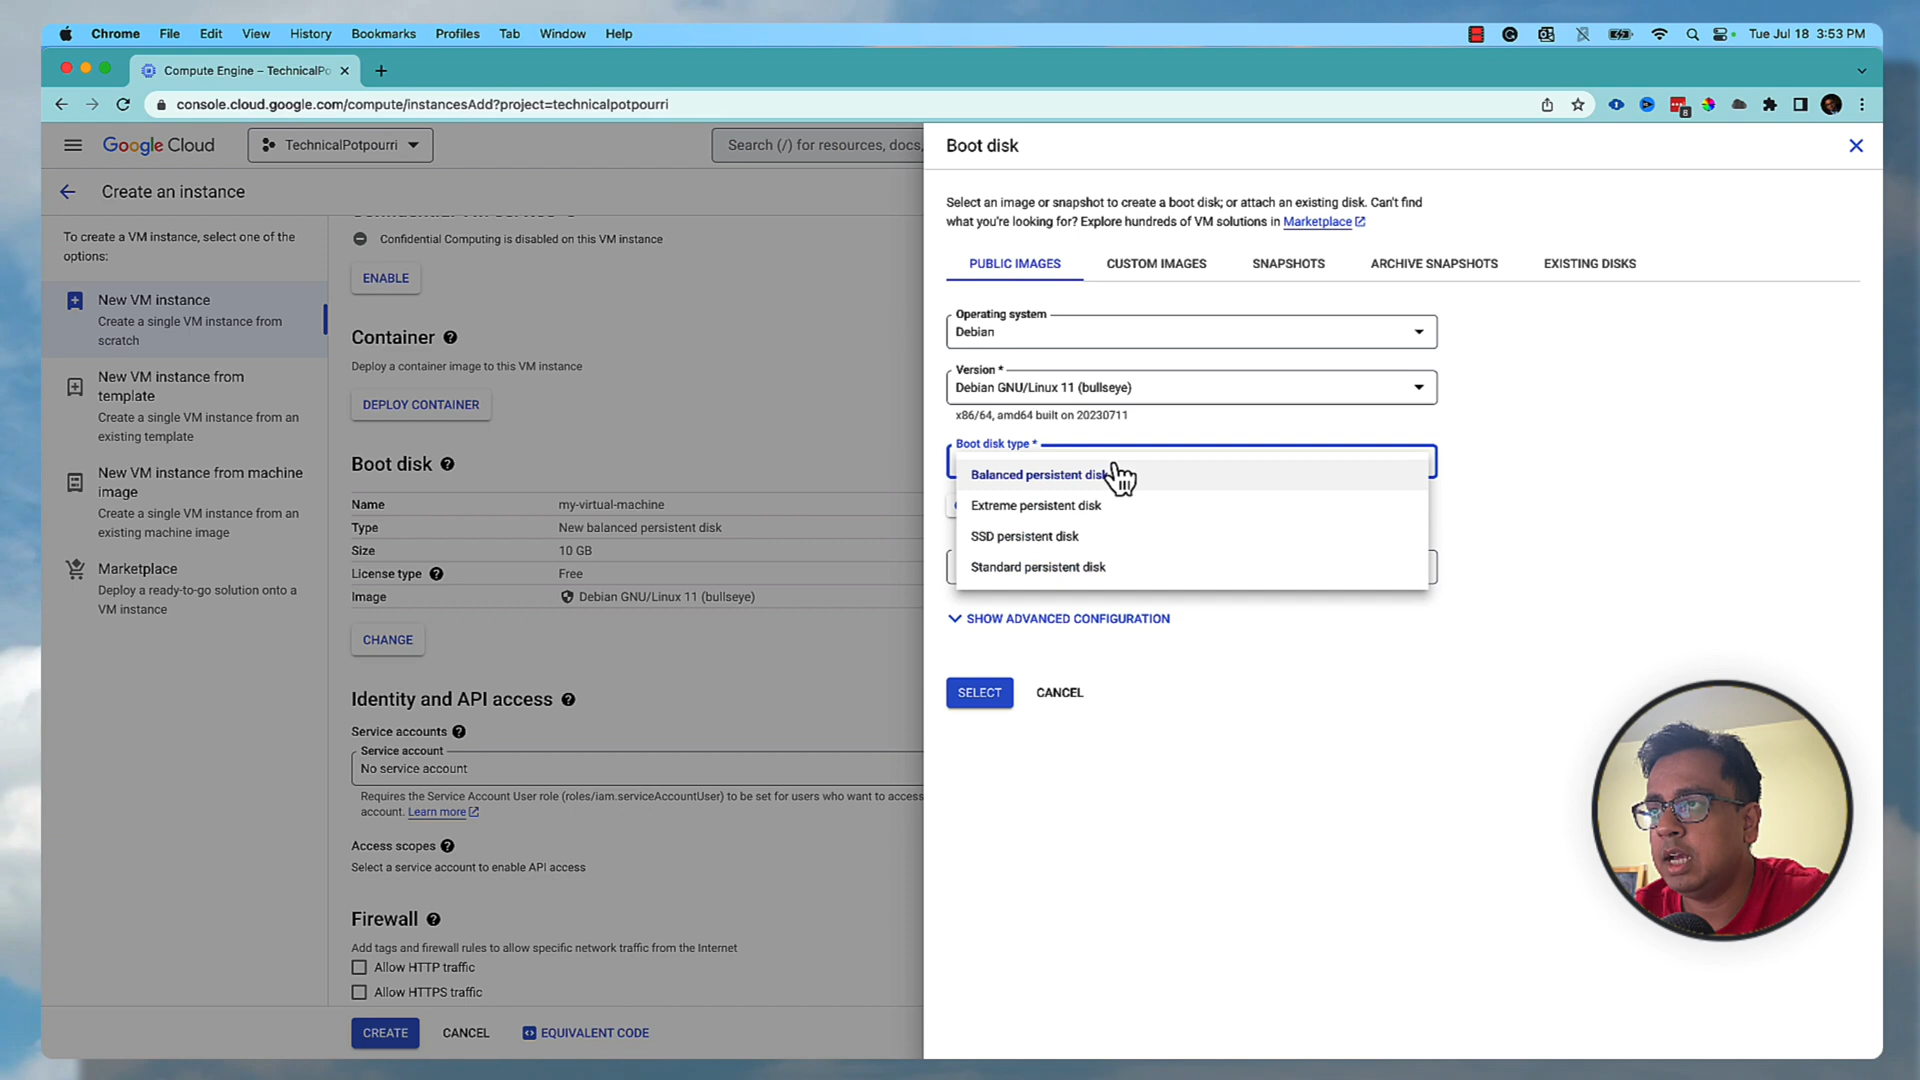 Chrome File Edit View History Bookmarks Profiles Tab Window Help
Tue Jul 18 3:53 PM
Compute Engine – TechnicalPo
console.cloud.google.com/compute/instancesAdd?project=technicalpotpourri
8
Google Cloud
TechnicalPotpourri
Search (/) for resources, docs,
Create an instance
To create a VM instance, select one of the
options:
New VM instance
Create a single VM instance from
scratch
New VM instance from
template
Create a single VM instance from an
existing template
New VM instance from machine
image
Create a single VM instance from an
existing machine image
Marketplace
Deploy a ready-to-go solution onto a
VM instance
Confidential Computing is disabled on this VM instance
ENABLE
Container
Deploy a container image to this VM instance
DEPLOY CONTAINER
Boot disk
Name my-virtual-machine
Type New balanced persistent disk
Size 10 GB
License type Free
Image Debian GNU/Linux 11 (bullseye)
CHANGE
Identity and API access
Service accounts
Service account
No service account
Requires the Service Account User role (roles/iam.serviceAccountUser) to be set for users who want to access
account. Learn more
Access scopes
Select a service account to enable API access
Firewall
Add tags and firewall rules to allow specific network traffic from the Internet
Allow HTTP traffic
Allow HTTPS traffic
CREATE CANCEL EQUIVALENT CODE
Boot disk
Select an image or snapshot to create a boot disk; or attach an existing disk. Can't find
what you're looking for? Explore hundreds of VM solutions in Marketplace
PUBLIC IMAGES CUSTOM IMAGES SNAPSHOTS ARCHIVE SNAPSHOTS EXISTING DISKS
Operating system
Debian
Version *
Debian GNU/Linux 11 (bullseye)
x86/64, amd64 built on 20230711
Boot disk type *
Balanced persistent disk
Extreme persistent disk
SSD persistent disk
Standard persistent disk
SHOW ADVANCED CONFIGURATION
SELECT CANCEL